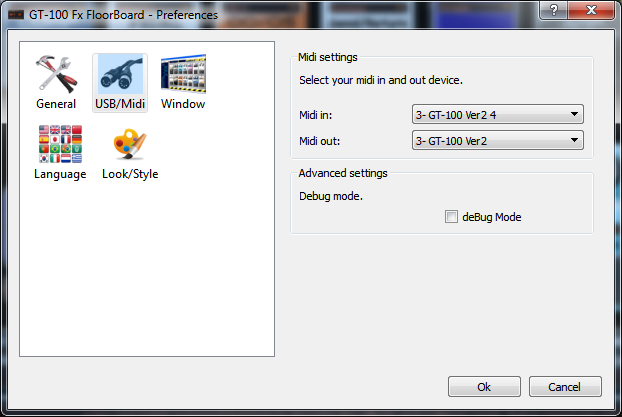 GT-100 Fx FloorBoard - Preferences
General
USB/Midi
Window
Language
Look/Style
Midi settings
Select your midi in and out device.
Midi in:
3- GT-100 Ver2 4
Midi out:
3- GT-100 Ver2
Advanced settings
Debug mode.
deBug Mode
Ok
Cancel